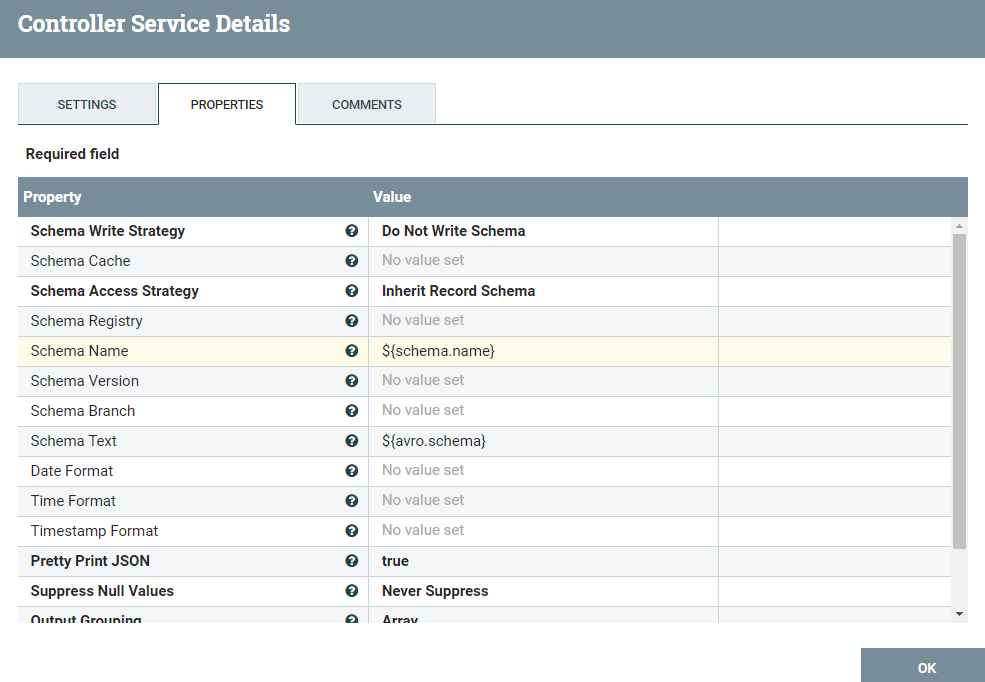 Controller Service Details
SETTINGS PROPERTIES COMMENTS
Required field
Property Value
Schema Write Strategy ? Do Not Write Schema
Schema Cache ? No value set
Schema Access Strategy ? Inherit Record Schema
Schema Registry ? No value set
Schema Name ? ${schema.name}
Schema Version ? No value set
Schema Branch ? No value set
Schema Text ? ${avro.schema}
Date Format ? No value set
Time Format ? No value set
Timestamp Format ? No value set
Pretty Print JSON ? true
Suppress Null Values ? Never Suppress
Output Grouping ? Array
OK